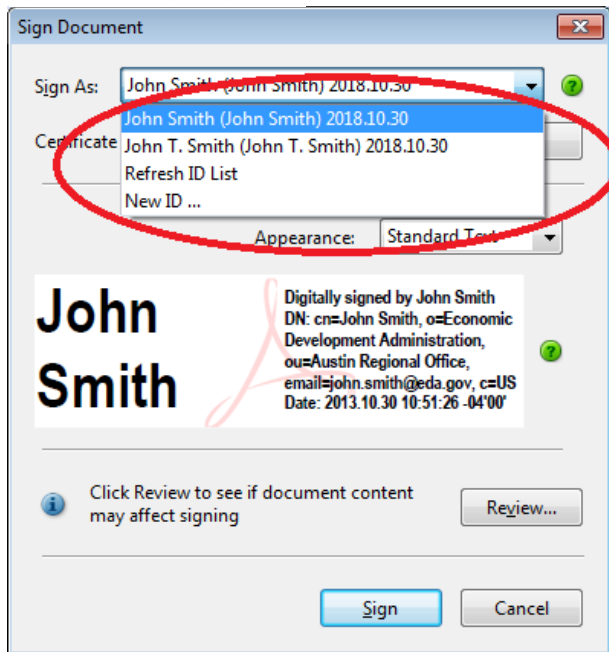 Sign Document
Sign As: John Smith (John Smith) 2018.10.30
John Smith (John Smith) 2018.10.30
Certificate
John T. Smith (John T. Smith) 2018.10.30
Refresh ID List
New ID ...
Appearance: Standard Text
John
Smith
Digitally signed by John Smith
DN: cn=John Smith, o=Economic
Development Administration,
ou=Austin Regional Office,
email=john.smith@eda.gov, c=US
Date: 2013.10.30 10:51:26 -04'00'
Click Review to see if document content
may affect signing
Review...
Sign
Cancel